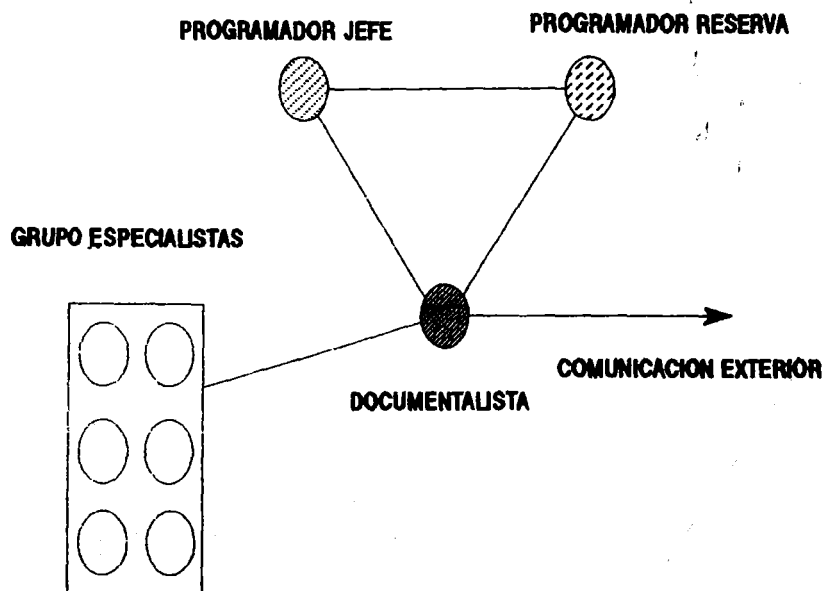 PROGRAMADOR JEFE
PROGRAMADOR RESERVA
GRUPO ESPECIALISTAS
COMUNICACION EXTERIOR
DOCUMENTALISTA